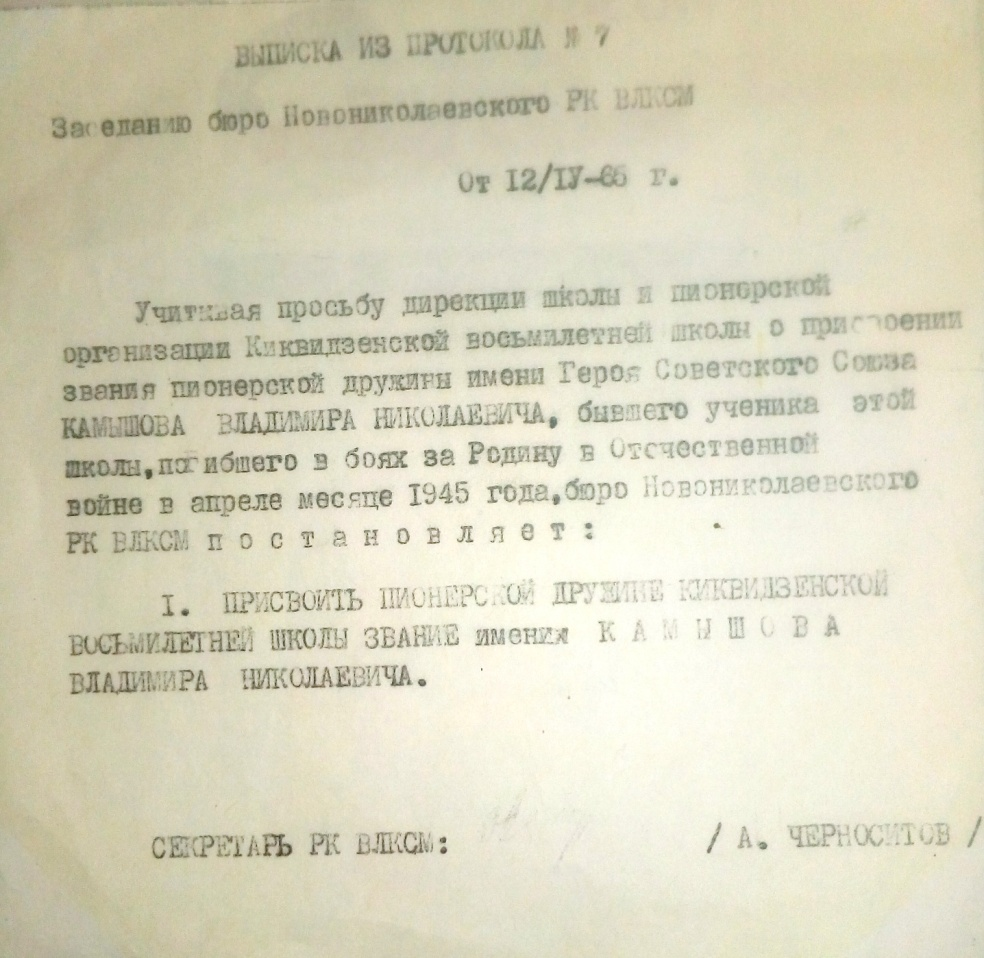 ВЫПИСКА ИЗ ПРОТОКОЛА № 7
Заседанию бюро Новониколаевского РК ВЛКСМ
От 12/IУ-65 г.
Учитывая просьбу дирекции школы и пионерской
организации Киквидзенской восьмилетней школы о присвоении
звания пионерской дружины имени Героя Советского Союза
КАМЫШОВА ВЛАДИМИРА НИКОЛАЕВИЧА, бывшего ученика этой
школы,погибшего в боях за Родину в Отечественной
войне в апреле месяце 1945 года,бюро Новониколаевского
РК ВЛКСМ п о с т а н о в л я е т :
I. ПРИСВОИТЬ ПИОНЕРСКОЙ ДРУЖИНЕ КИКВИДЗЕНСКОЙ
ВОСЬМИЛЕТНЕЙ ШКОЛЫ ЗВАНИЕ имения К А М Ы Ш О В А
ВЛАДИМИРА НИКОЛАЕВИЧА.
СЕКРЕТАРЬ РК ВЛКСМ: / А. ЧЕРНОСИТОВ /